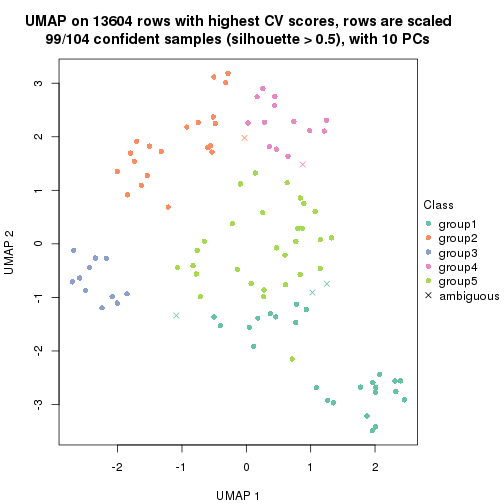 UMAP on 13604 rows with highest CV scores, rows are scaled
99/104 confident samples (silhouette > 0.5), with 10 PCs
3
2
1
0
-1
-2
-3
UMAP 2
-2
-1
0
1
2
UMAP 1
Class
group1
group2
group3
group4
group5
ambiguous